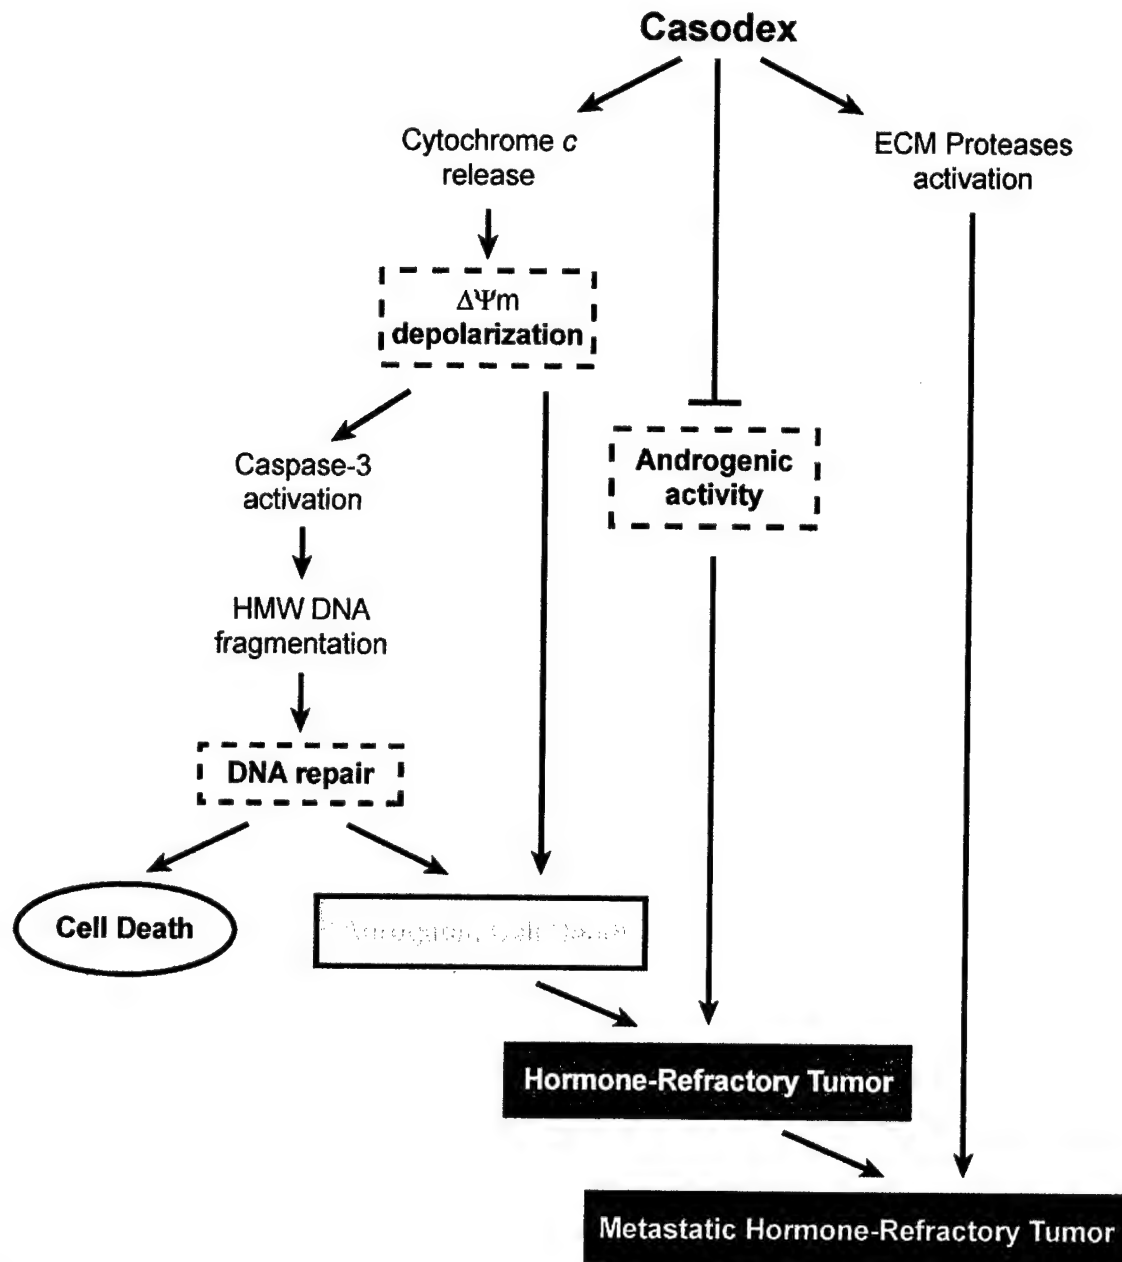 Casodex
Cytochrome c
release
ECM Proteases
activation
ΔΨm
depolarization
Androgenic
activity
Caspase-3
activation
HMW DNA
fragmentation
DNA repair
Cell Death
Cell
Hormone-Refractory Tumor
Metastatic Hormone-Refractory Tumor